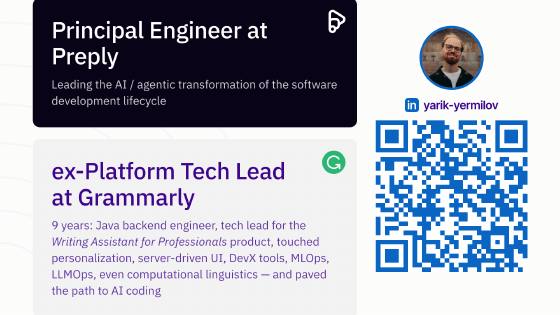 Principal Engineer at
Preply
Leading the AI / agentic transformation of the software
development lifecycle
ex-Platform Tech Lead
at Grammarly
9 years: Java backend engineer, tech lead for the
Writing Assistant for Professionals product, touched
personalization, server-driven UI, DevX tools, MLOps,
LLMOps, even computational linguistics — and paved
the path to AI coding
in yarik-yermilov